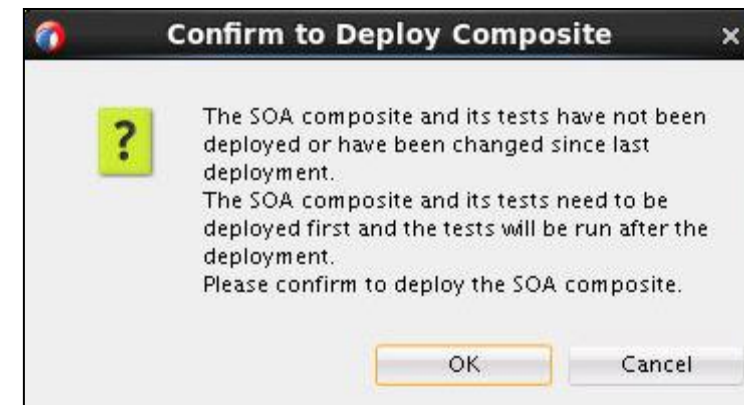 Confirm to Deploy Composite
The SOA composite and its tests have not been
deployed or have been changed since last
deployment.
The SOA composite and its tests need to be
deployed first and the tests will be run after the
deployment.
Please confirm to deploy the SOA composite.
OK Cancel